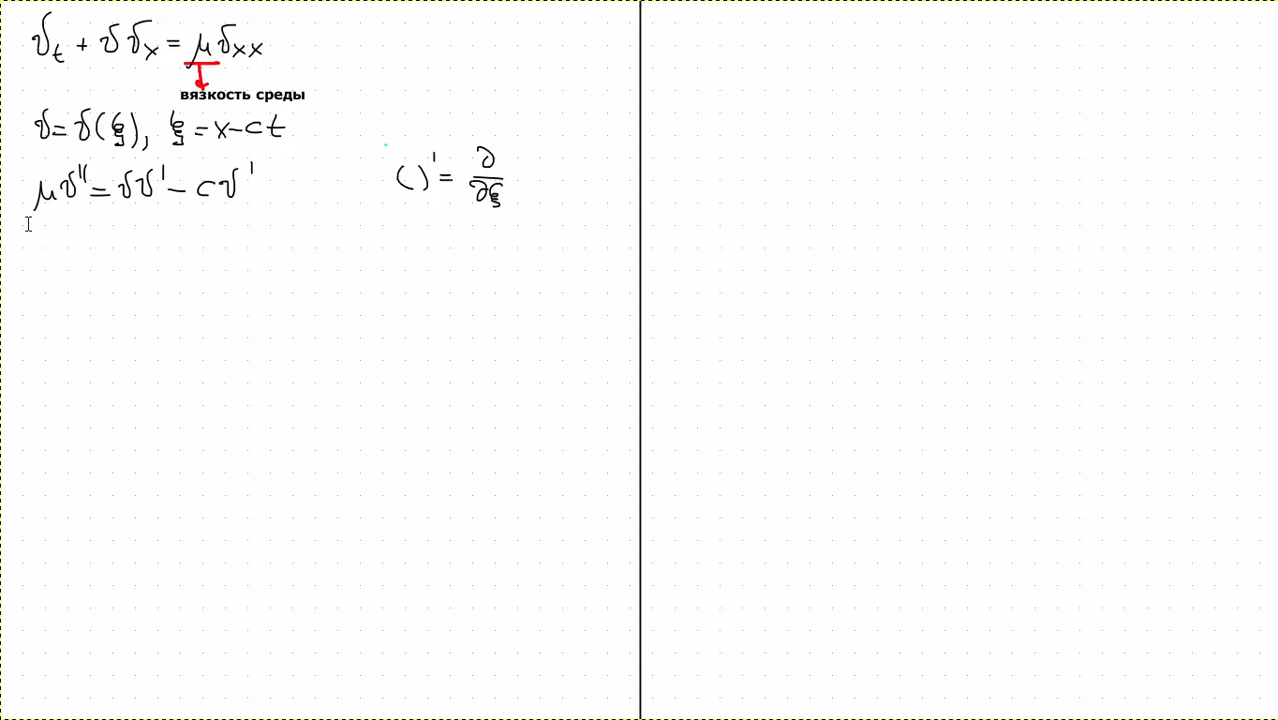 v_t + v v_x = μ v_xx
вязкость среды
v = v(ξ), ξ = x − ct
μv'' = vv' − cv'
( )' = ∂/∂ξ